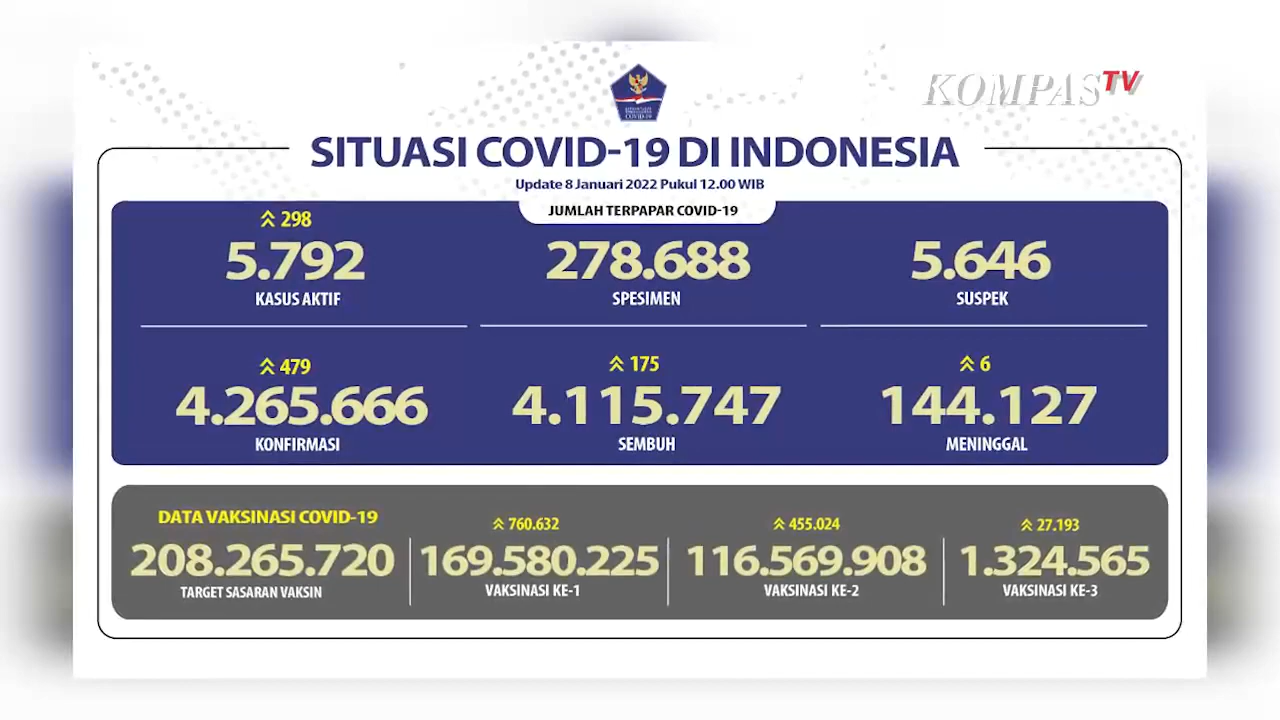 KOMPASTV
SITUASI COVID-19 DI INDONESIA
Update 8 Januari 2022 Pukul 12.00 WIB
JUMLAH TERPAPAR COVID-19
298
5.792
KASUS AKTIF
278.688
SPESIMEN
5.646
SUSPEK
479
4.265.666
KONFIRMASI
175
4.115.747
SEMBUH
6
144.127
MENINGGAL
DATA VAKSINASI COVID-19
208.265.720
TARGET SASARAN VAKSIN
760.632
169.580.225
VAKSINASI KE-1
455.024
116.569.908
VAKSINASI KE-2
27.193
1.324.565
VAKSINASI KE-3